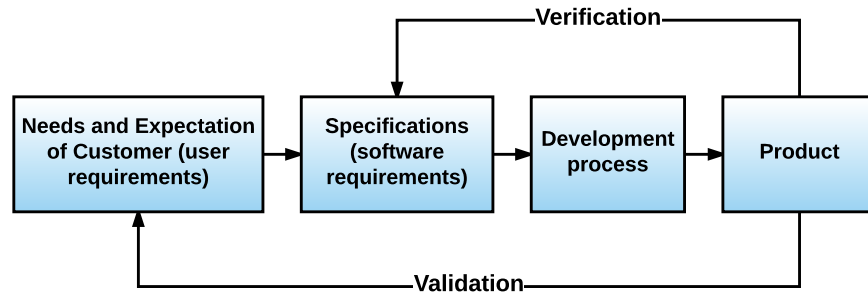 Verification
Needs and Expectation
of Customer (user
requirements)
Specifications
(software
requirements)
Development
process
Product
Validation